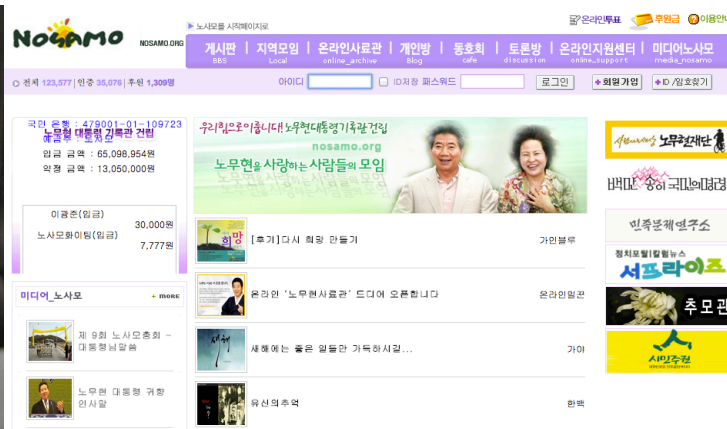 Nosamo
NOSAMO.ORG
노사모를 시작페이지로
온라인투표
후원금
이용안내
게시판 | 지역모임 | 온라인사료관 | 개인방 | 동호회 | 토론방 | 온라인지원센터 | 미디어노사모
BBS Local online_archive Blog cafe discussion online_support media_nosamo
전체 123,577 | 인증 35,076 | 후원 1,309명
아이디
ID저장 패스워드
로그인
회원가입
ID/암호찾기
국민 은행 : 479001-01-109723
노무현 대통령 기록관 건립
예금주 : 노사모
입금 금액 : 65,098,954원
약정 금액 : 13,050,000원
이광준(입금)
30,000원
노사모화이팅(입금)
7,777원
미디어_노사모
+ MORE
제 9회 노사모총회 -
대통령님말씀
노무현 대통령 귀향
인사말
우리힘으로이룹니다! 노무현대통령기록관건립
nosamo.org
노무현을 사랑하는 사람들의 모임
희망
[후기]다시 희망 만들기
가인블루
온라인 '노무현사료관' 드디어 오픈합니다
온라인일꾼
새해
새해에는 좋은 일들만 가득하시길...
가야
유신의추억
한백
사람사는세상 노무현재단
민족문제연구소
정치포털|칼럼뉴스
서프라이즈
추모관
시민주권